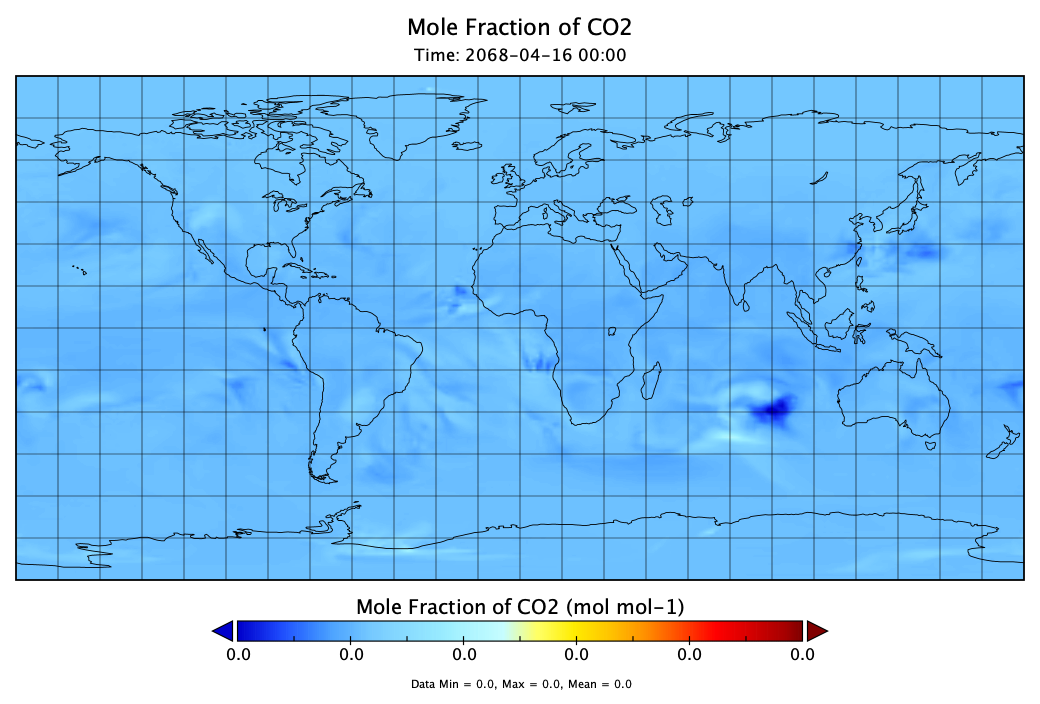 Mole Fraction of CO2
Time: 2068-04-16 00:00
Mole Fraction of CO2 (mol mol-1)
0.0 0.0 0.0 0.0 0.0 0.0
Data Min = 0.0, Max = 0.0, Mean = 0.0